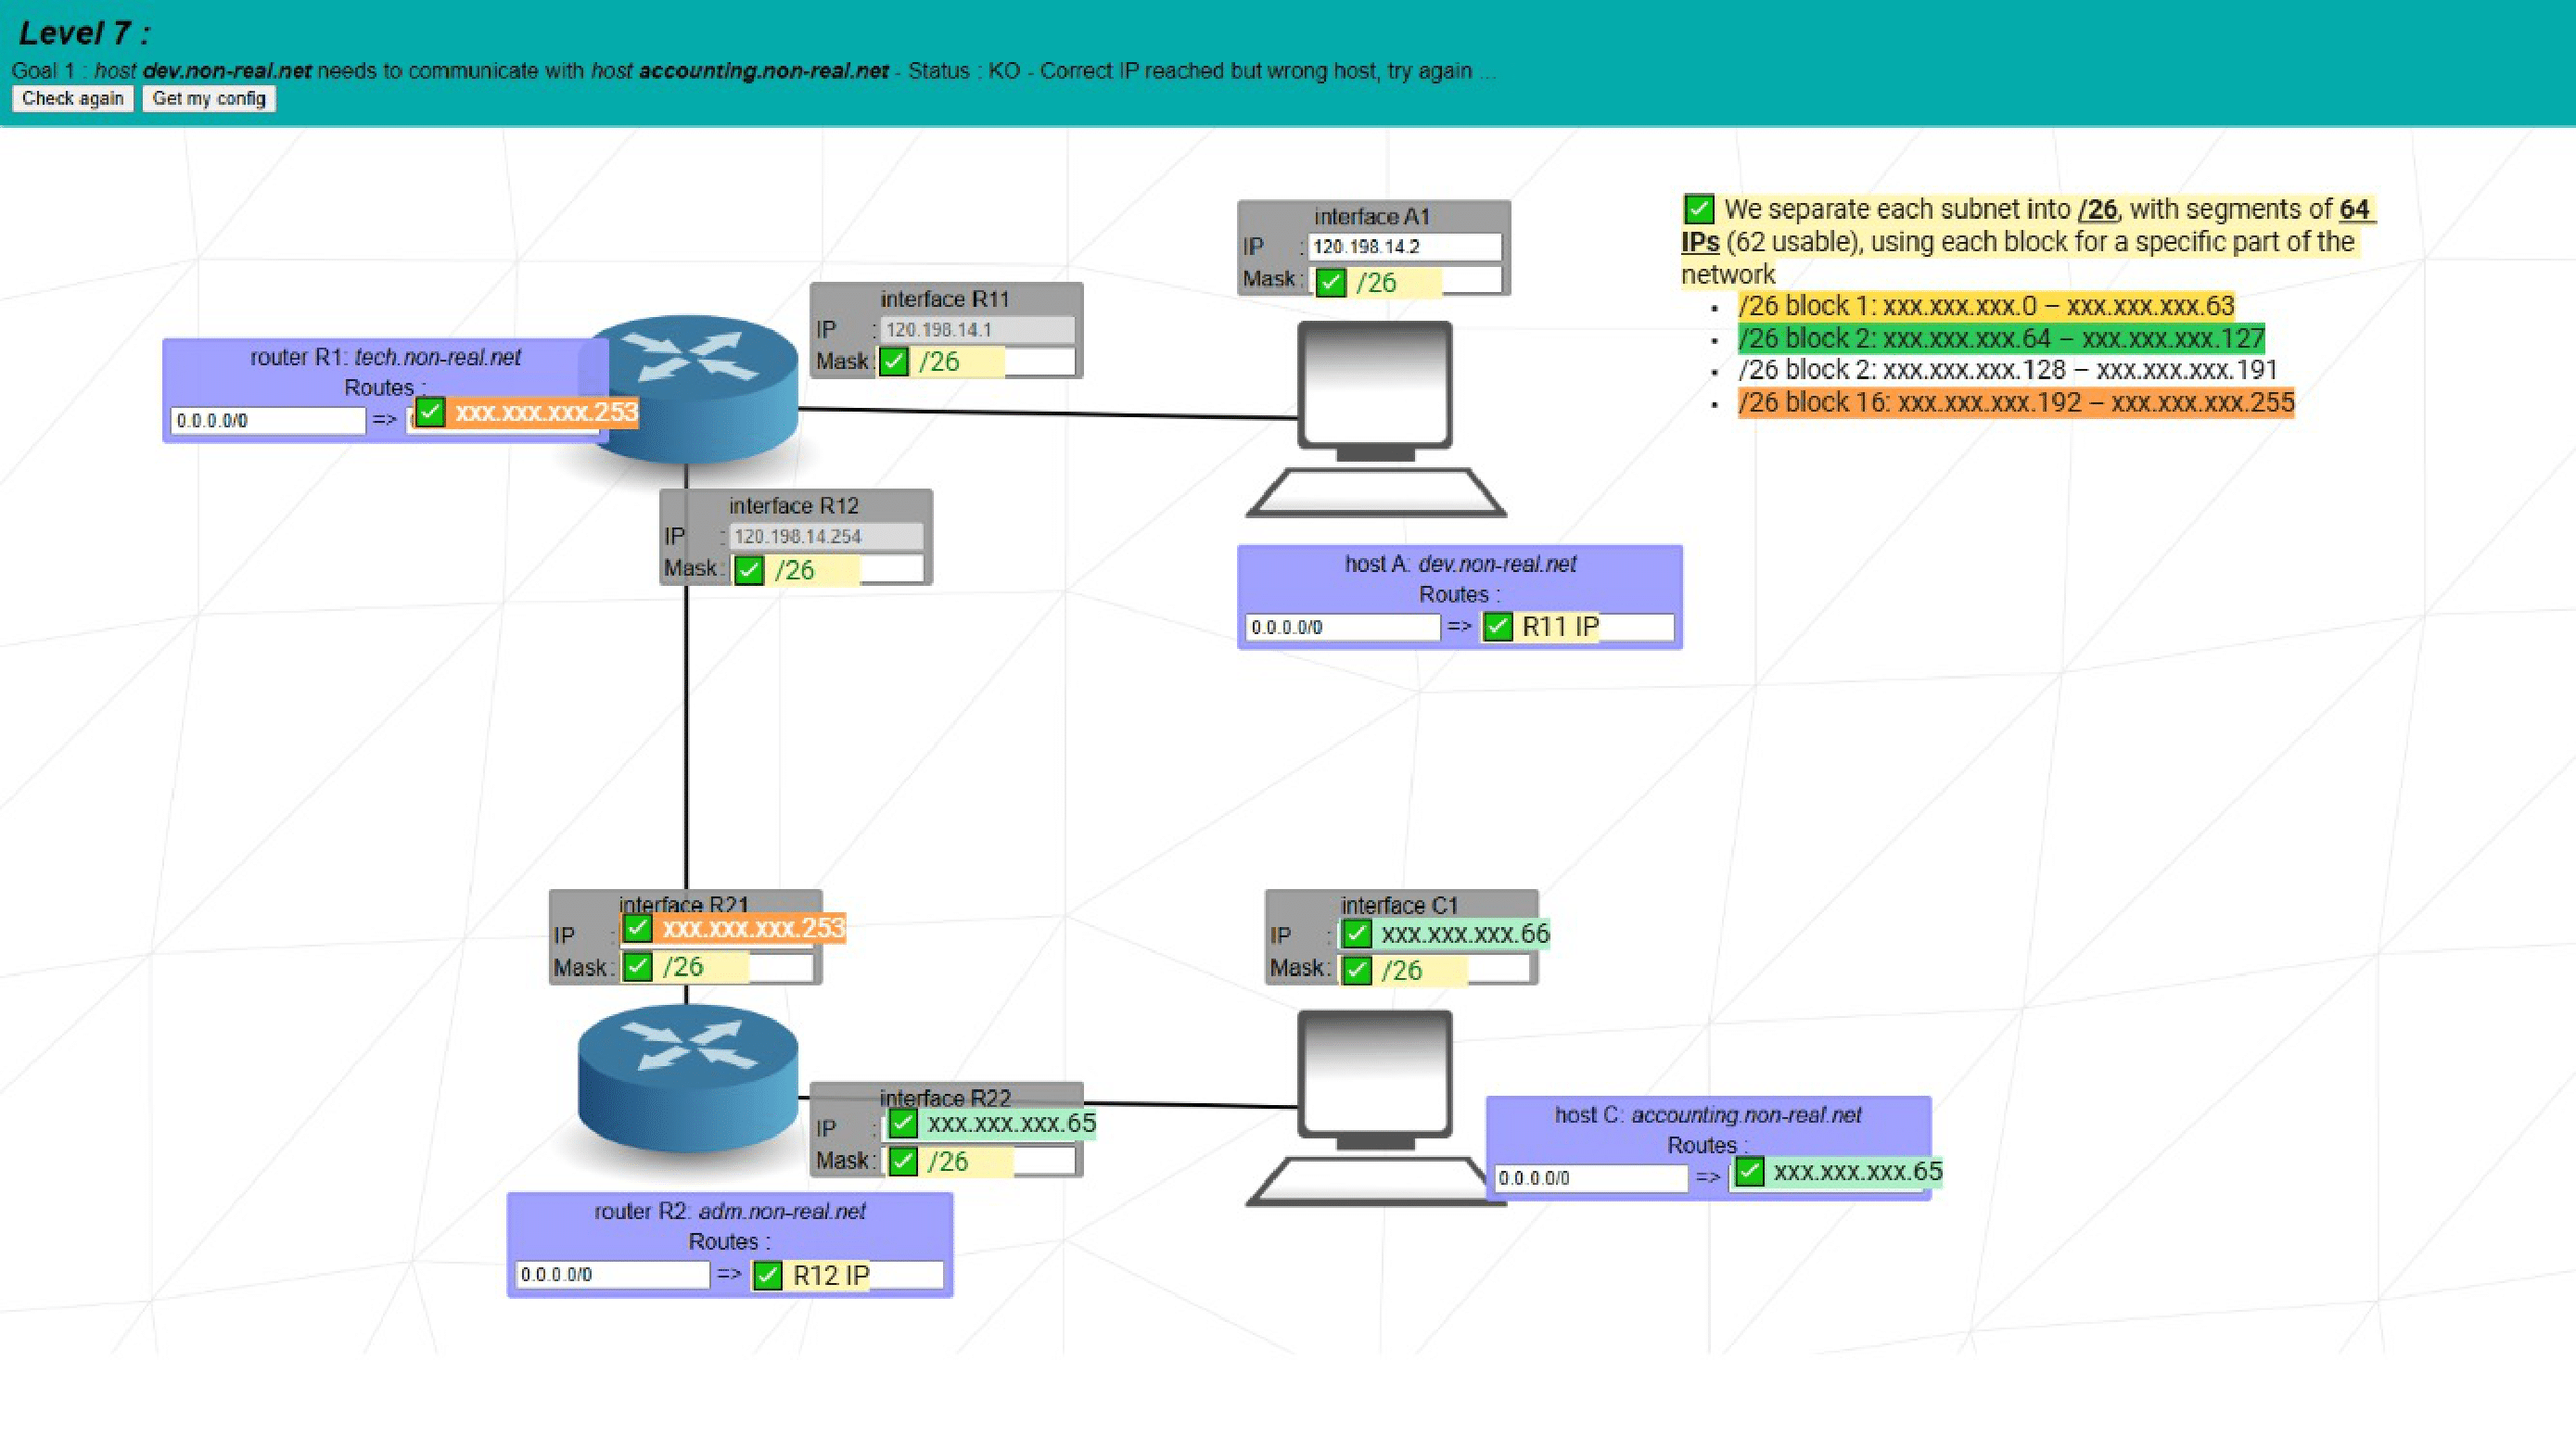 Level 7 :
Goal 1 : host dev.non-real.net needs to communicate with host accounting.non-real.net - Status : KO - Correct IP reached but wrong host, try again ...
Check again Get my config
✅ We separate each subnet into /26, with segments of 64
IPs (62 usable), using each block for a specific part of the
network
• /26 block 1: xxx.xxx.xxx.0 – xxx.xxx.xxx.63
• /26 block 2: xxx.xxx.xxx.64 – xxx.xxx.xxx.127
• /26 block 2: xxx.xxx.xxx.128 – xxx.xxx.xxx.191
• /26 block 16: xxx.xxx.xxx.192 – xxx.xxx.xxx.255
interface A1
IP : 120.198.14.2
Mask : ✅ /26
interface R11
IP : 120.198.14.1
Mask: ✅ /26
router R1: tech.non-real.net
Routes :
0.0.0.0/0 => ✅ xxx.xxx.xxx.253
interface R12
IP : 120.198.14.254
Mask : ✅ /26
host A: dev.non-real.net
Routes :
0.0.0.0/0 => ✅ R11 IP
interface R21
IP : ✅ xxx.xxx.xxx.253
Mask : ✅ /26
interface C1
IP : ✅ xxx.xxx.xxx.66
Mask : ✅ /26
interface R22
IP : ✅ xxx.xxx.xxx.65
Mask : ✅ /26
host C: accounting.non-real.net
Routes :
0.0.0.0/0 => ✅ xxx.xxx.xxx.65
router R2: adm.non-real.net
Routes :
0.0.0.0/0 => ✅ R12 IP